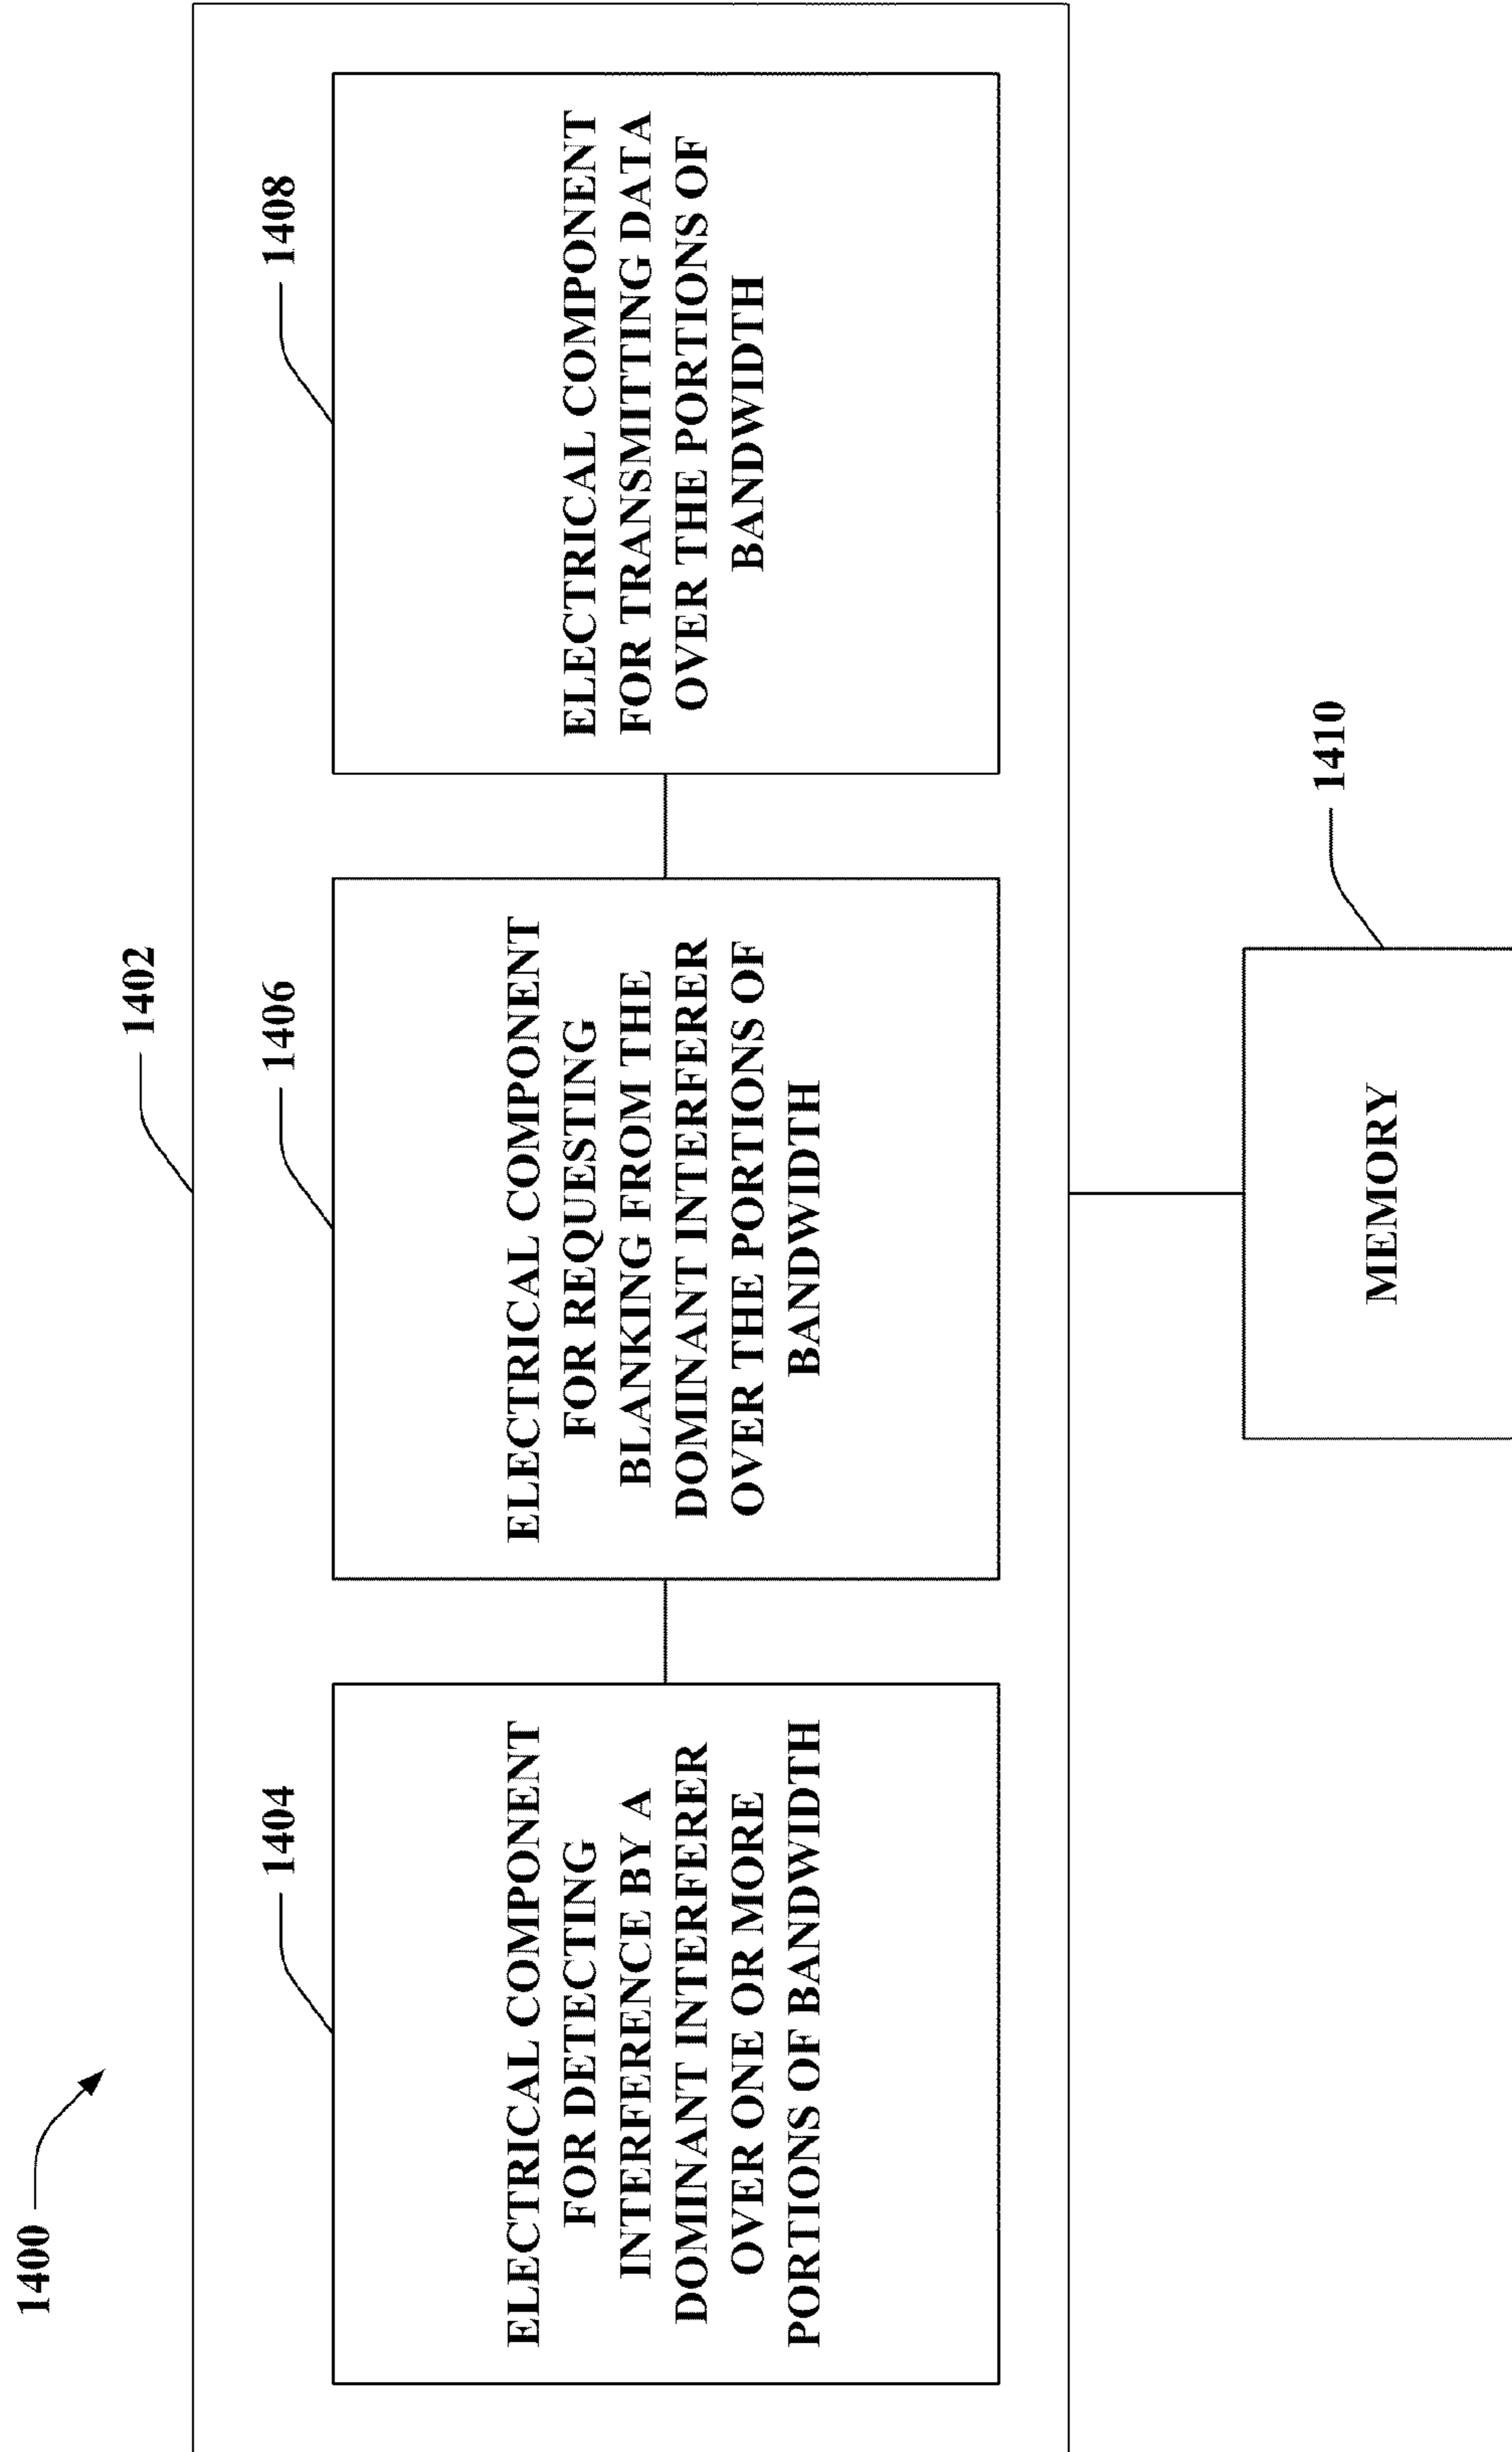 1400
1402
1404
ELECTRICAL COMPONENT
FOR DETECTING
INTERFERENCE BY A
DOMINANT INTERFERER
OVER ONE OR MORE
PORTIONS OF BANDWIDTH
1406
ELECTRICAL COMPONENT
FOR REQUESTING
BLANKING FROM THE
DOMINANT INTERFERER
OVER THE PORTIONS OF
BANDWIDTH
1408
ELECTRICAL COMPONENT
FOR TRANSMITTING DATA
OVER THE PORTIONS OF
BANDWIDTH
1410
MEMORY